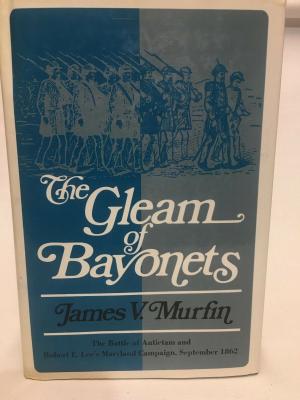 The
Gleam
of
Bayonets
James V. Murfin
The Battle of Antietam and
Robert E. Lee's Maryland Campaign, September 1862